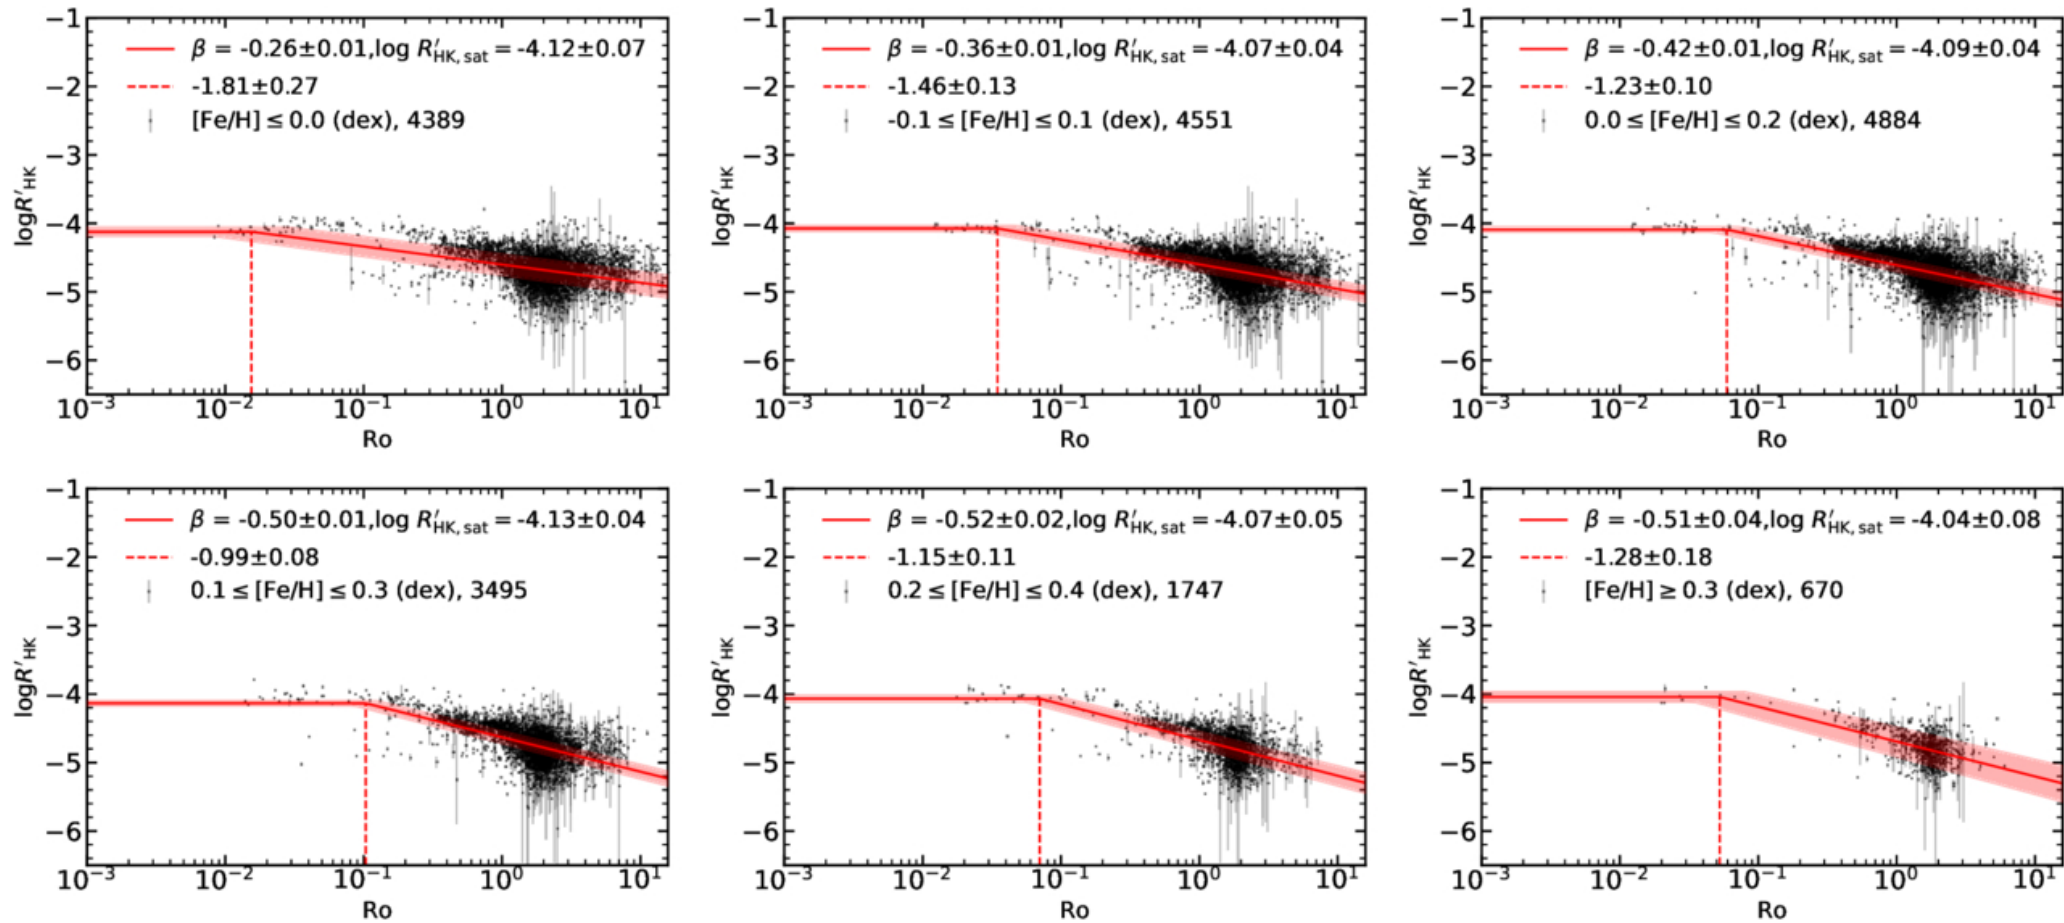 −1
−2
−3
−4
−5
−6
logR′HK
β = -0.26±0.01,log R′HK, sat = -4.12±0.07
-1.81±0.27
[Fe/H] ≤ 0.0 (dex), 4389
10−3 10−2 10−1 100 101
Ro
−1
−2
−3
−4
−5
−6
logR′HK
β = -0.36±0.01,log R′HK, sat = -4.07±0.04
-1.46±0.13
-0.1 ≤ [Fe/H] ≤ 0.1 (dex), 4551
10−3 10−2 10−1 100 101
Ro
−1
−2
−3
−4
−5
−6
logR′HK
β = -0.42±0.01,log R′HK, sat = -4.09±0.04
-1.23±0.10
0.0 ≤ [Fe/H] ≤ 0.2 (dex), 4884
10−3 10−2 10−1 100 101
Ro
−1
−2
−3
−4
−5
−6
logR′HK
β = -0.50±0.01,log R′HK, sat = -4.13±0.04
-0.99±0.08
0.1 ≤ [Fe/H] ≤ 0.3 (dex), 3495
10−3 10−2 10−1 100 101
Ro
−1
−2
−3
−4
−5
−6
logR′HK
β = -0.52±0.02,log R′HK, sat = -4.07±0.05
-1.15±0.11
0.2 ≤ [Fe/H] ≤ 0.4 (dex), 1747
10−3 10−2 10−1 100 101
Ro
−1
−2
−3
−4
−5
−6
logR′HK
β = -0.51±0.04,log R′HK, sat = -4.04±0.08
-1.28±0.18
[Fe/H] ≥ 0.3 (dex), 670
10−3 10−2 10−1 100 101
Ro